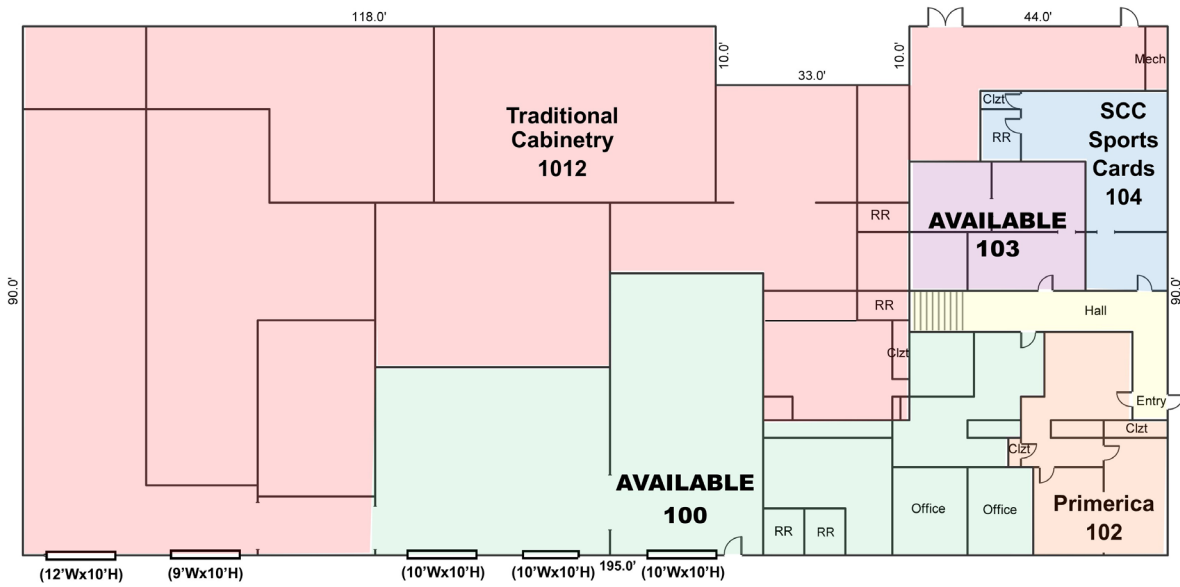 118.0'
44.0'
10.0'
10.0'
33.0'
Mech
Clzt
RR
SCC
Sports
Cards
104
Traditional
Cabinetry
1012
RR
AVAILABLE
103
90.0'
90.0'
RR
Hall
Clzt
Entry
Clzt
Clzt
AVAILABLE
100
Primerica
102
Office
Office
RR
RR
(12'Wx10'H)
(9'Wx10'H)
(10'Wx10'H)
(10'Wx10'H)
195.0'
(10'Wx10'H)